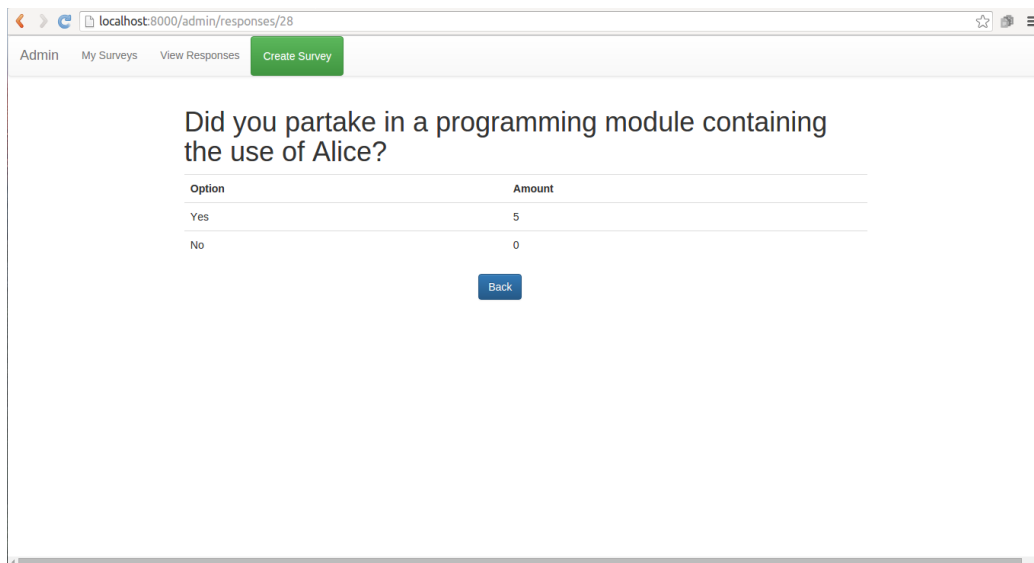 localhost:8000/admin/responses/28
Admin My Surveys View Responses Create Survey
Did you partake in a programming module containing
the use of Alice?
Option Amount
Yes 5
No 0
Back